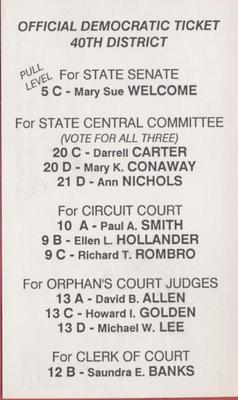 OFFICIAL DEMOCRATIC TICKET
40TH DISTRICT
PULL
LEVEL
For STATE SENATE
5 C - Mary Sue WELCOME
For STATE CENTRAL COMMITTEE
(VOTE FOR ALL THREE)
20 C - Darrell CARTER
20 D - Mary K. CONAWAY
21 D - Ann NICHOLS
For CIRCUIT COURT
10 A - Paul A. SMITH
9 B - Ellen L. HOLLANDER
9 C - Richard T. ROMBRO
For ORPHAN'S COURT JUDGES
13 A - David B. ALLEN
13 C - Howard I. GOLDEN
13 D - Michael W. LEE
For CLERK OF COURT
12 B - Saundra E. BANKS